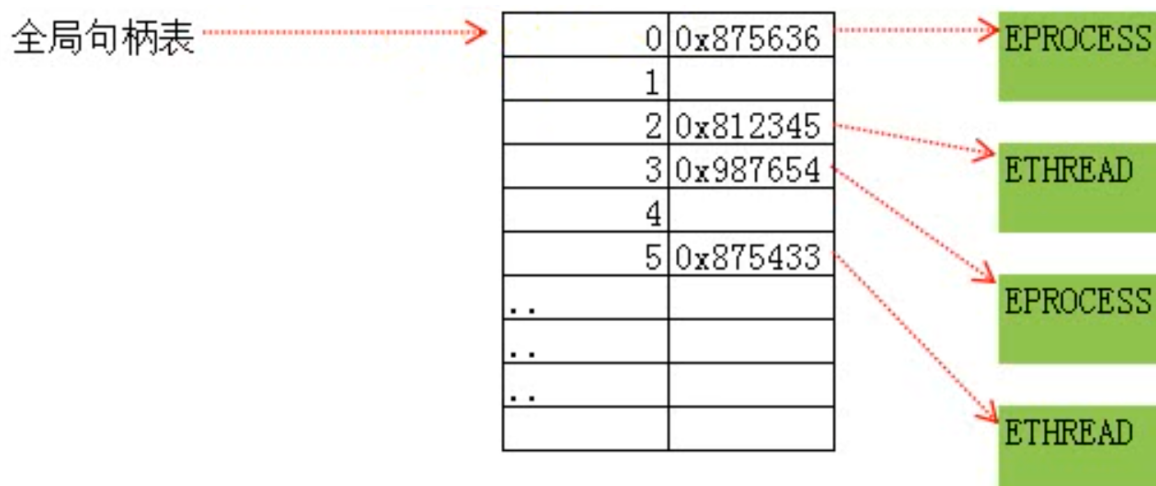 全局句柄表
0 0x875636 EPROCESS
1
2 0x812345 ETHREAD
3 0x987654
4
5 0x875433 EPROCESS
..
..
..
ETHREAD